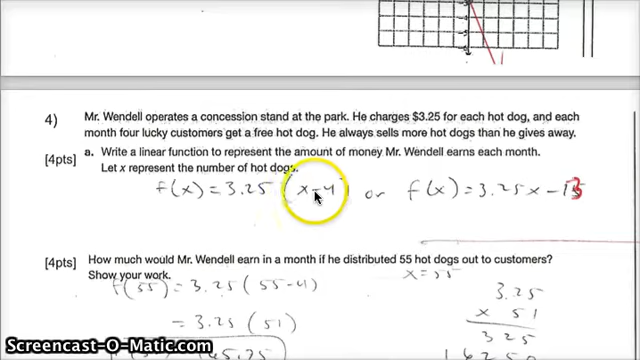 4) Mr. Wendell operates a concession stand at the park. He charges $3.25 for each hot dog, and each
month four lucky customers get a free hot dog. He always sells more hot dogs than he gives away.
[4pts] a. Write a linear function to represent the amount of money Mr. Wendell earns each month.
Let x represent the number of hot dogs.
f(x) = 3.25 (x-4) or f(x) = 3.25x - 13
[4pts] How much would Mr. Wendell earn in a month if he distributed 55 hot dogs out to customers?
Show your work.
x = 55
f(55) = 3.25 (55-4)
= 3.25 (51)
3.25
x 51
325
Screencast-O-Matic.com